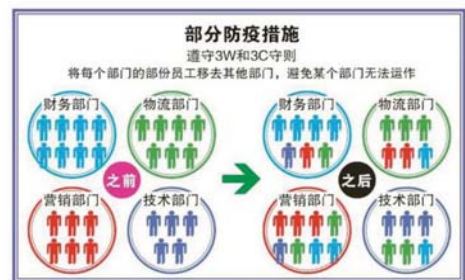 部分防疫措施
遵守3W和3C守则
将每个部门的部份员工移去其他部门，避免某个部门无法运作
财务部门
物流部门
之前
营销部门
技术部门
财务部门
物流部门
之后
营销部门
技术部门